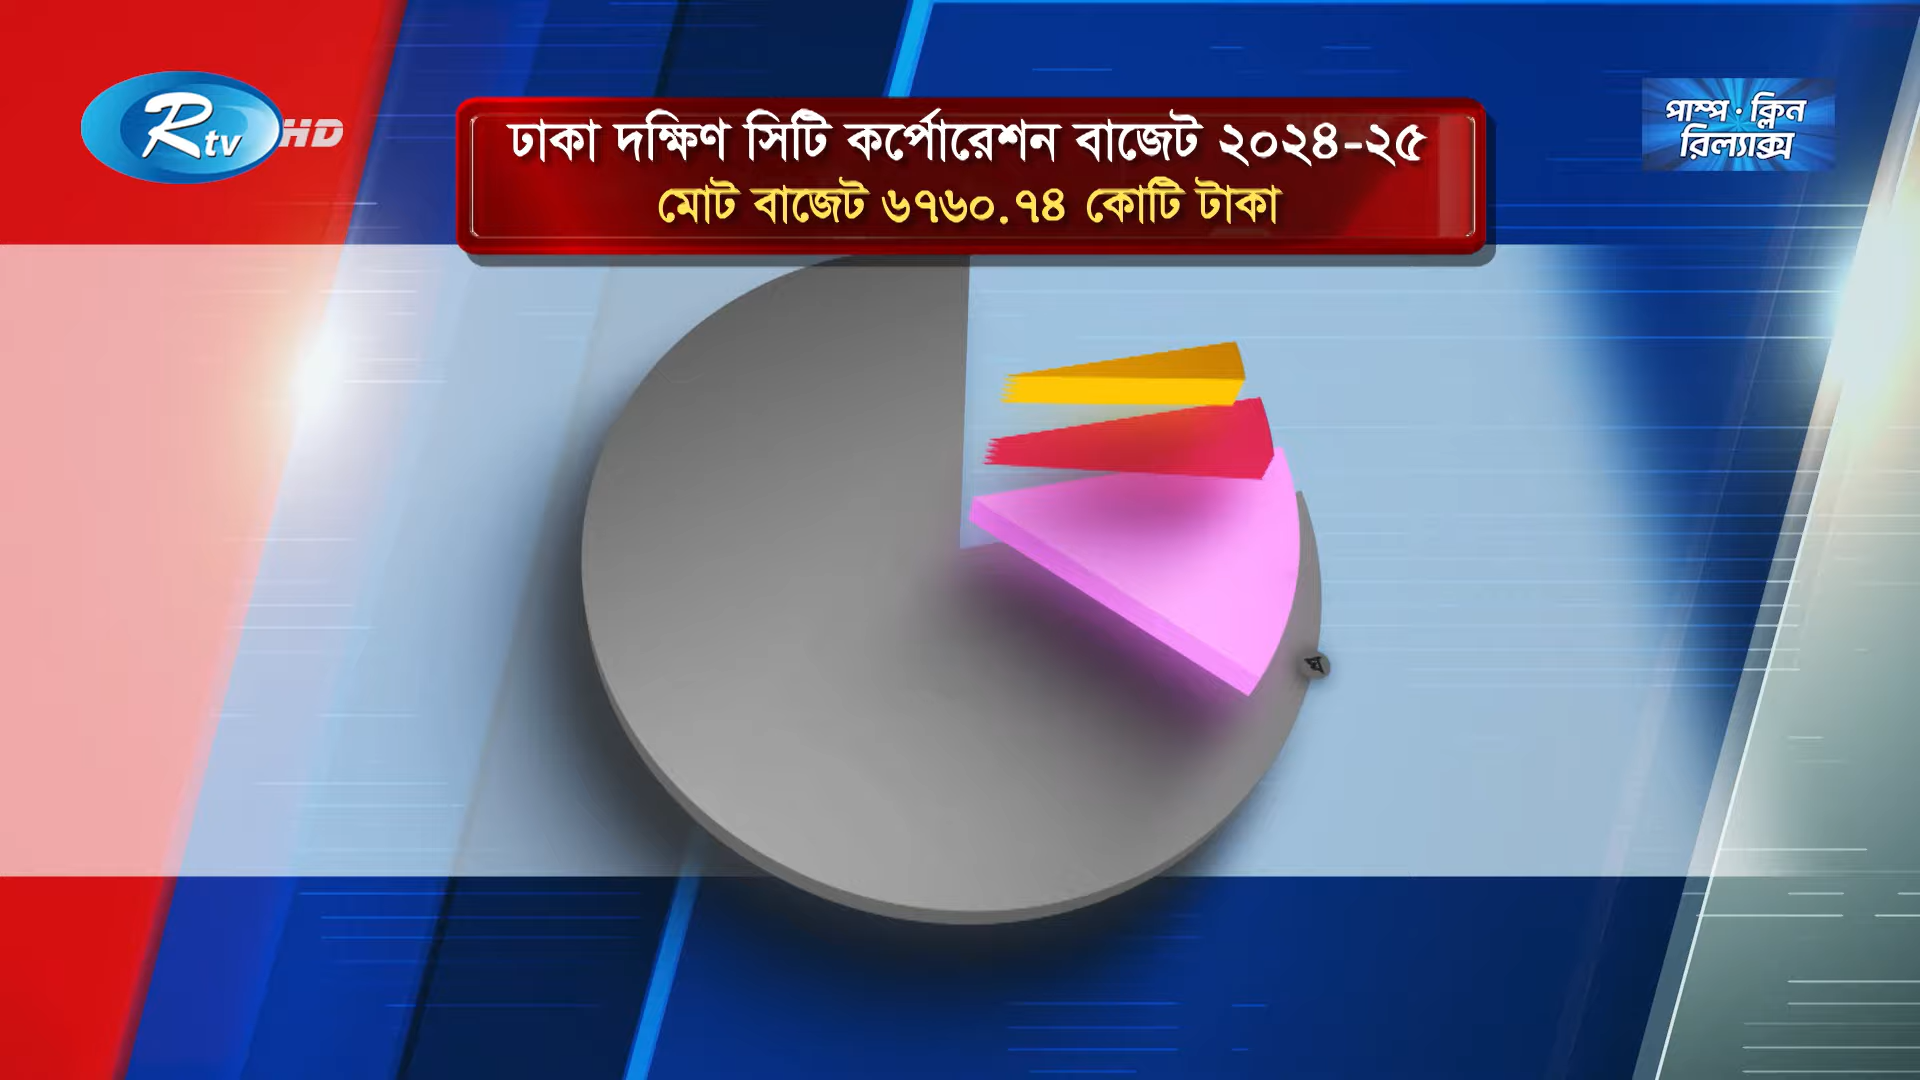 Rtv HD
ঢাকা দক্ষিণ সিটি কর্পোরেশন বাজেট ২০২৪-২৫
মোট বাজেট ৬৭৬০.৭৪ কোটি টাকা
পাম্প · ক্লিন
রিল্যাক্স